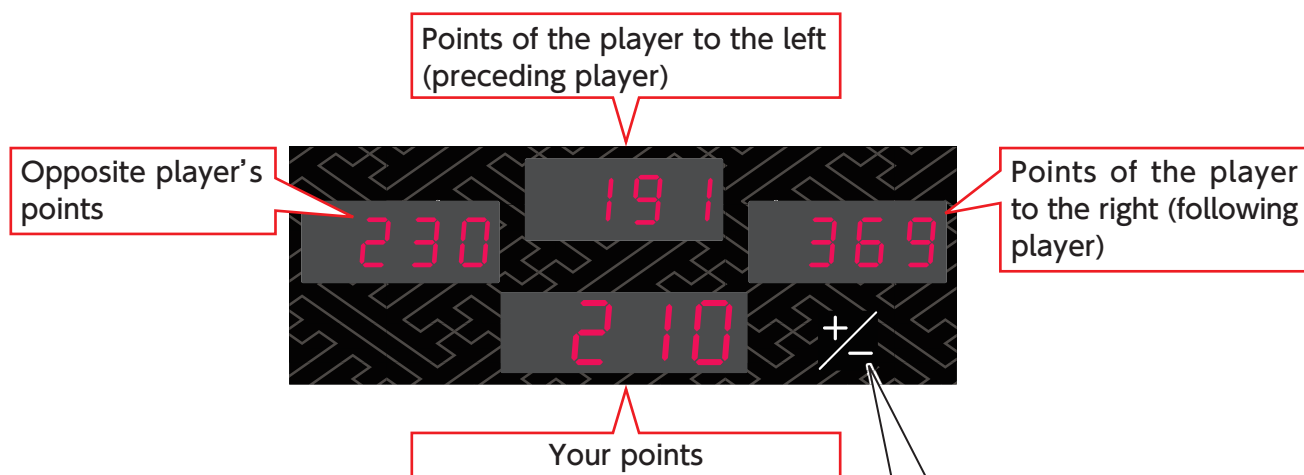 Points of the player to the left
(preceding player)
Opposite player’s
points
191
230
369
Points of the player
to the right (following
player)
210
+/−
Your points